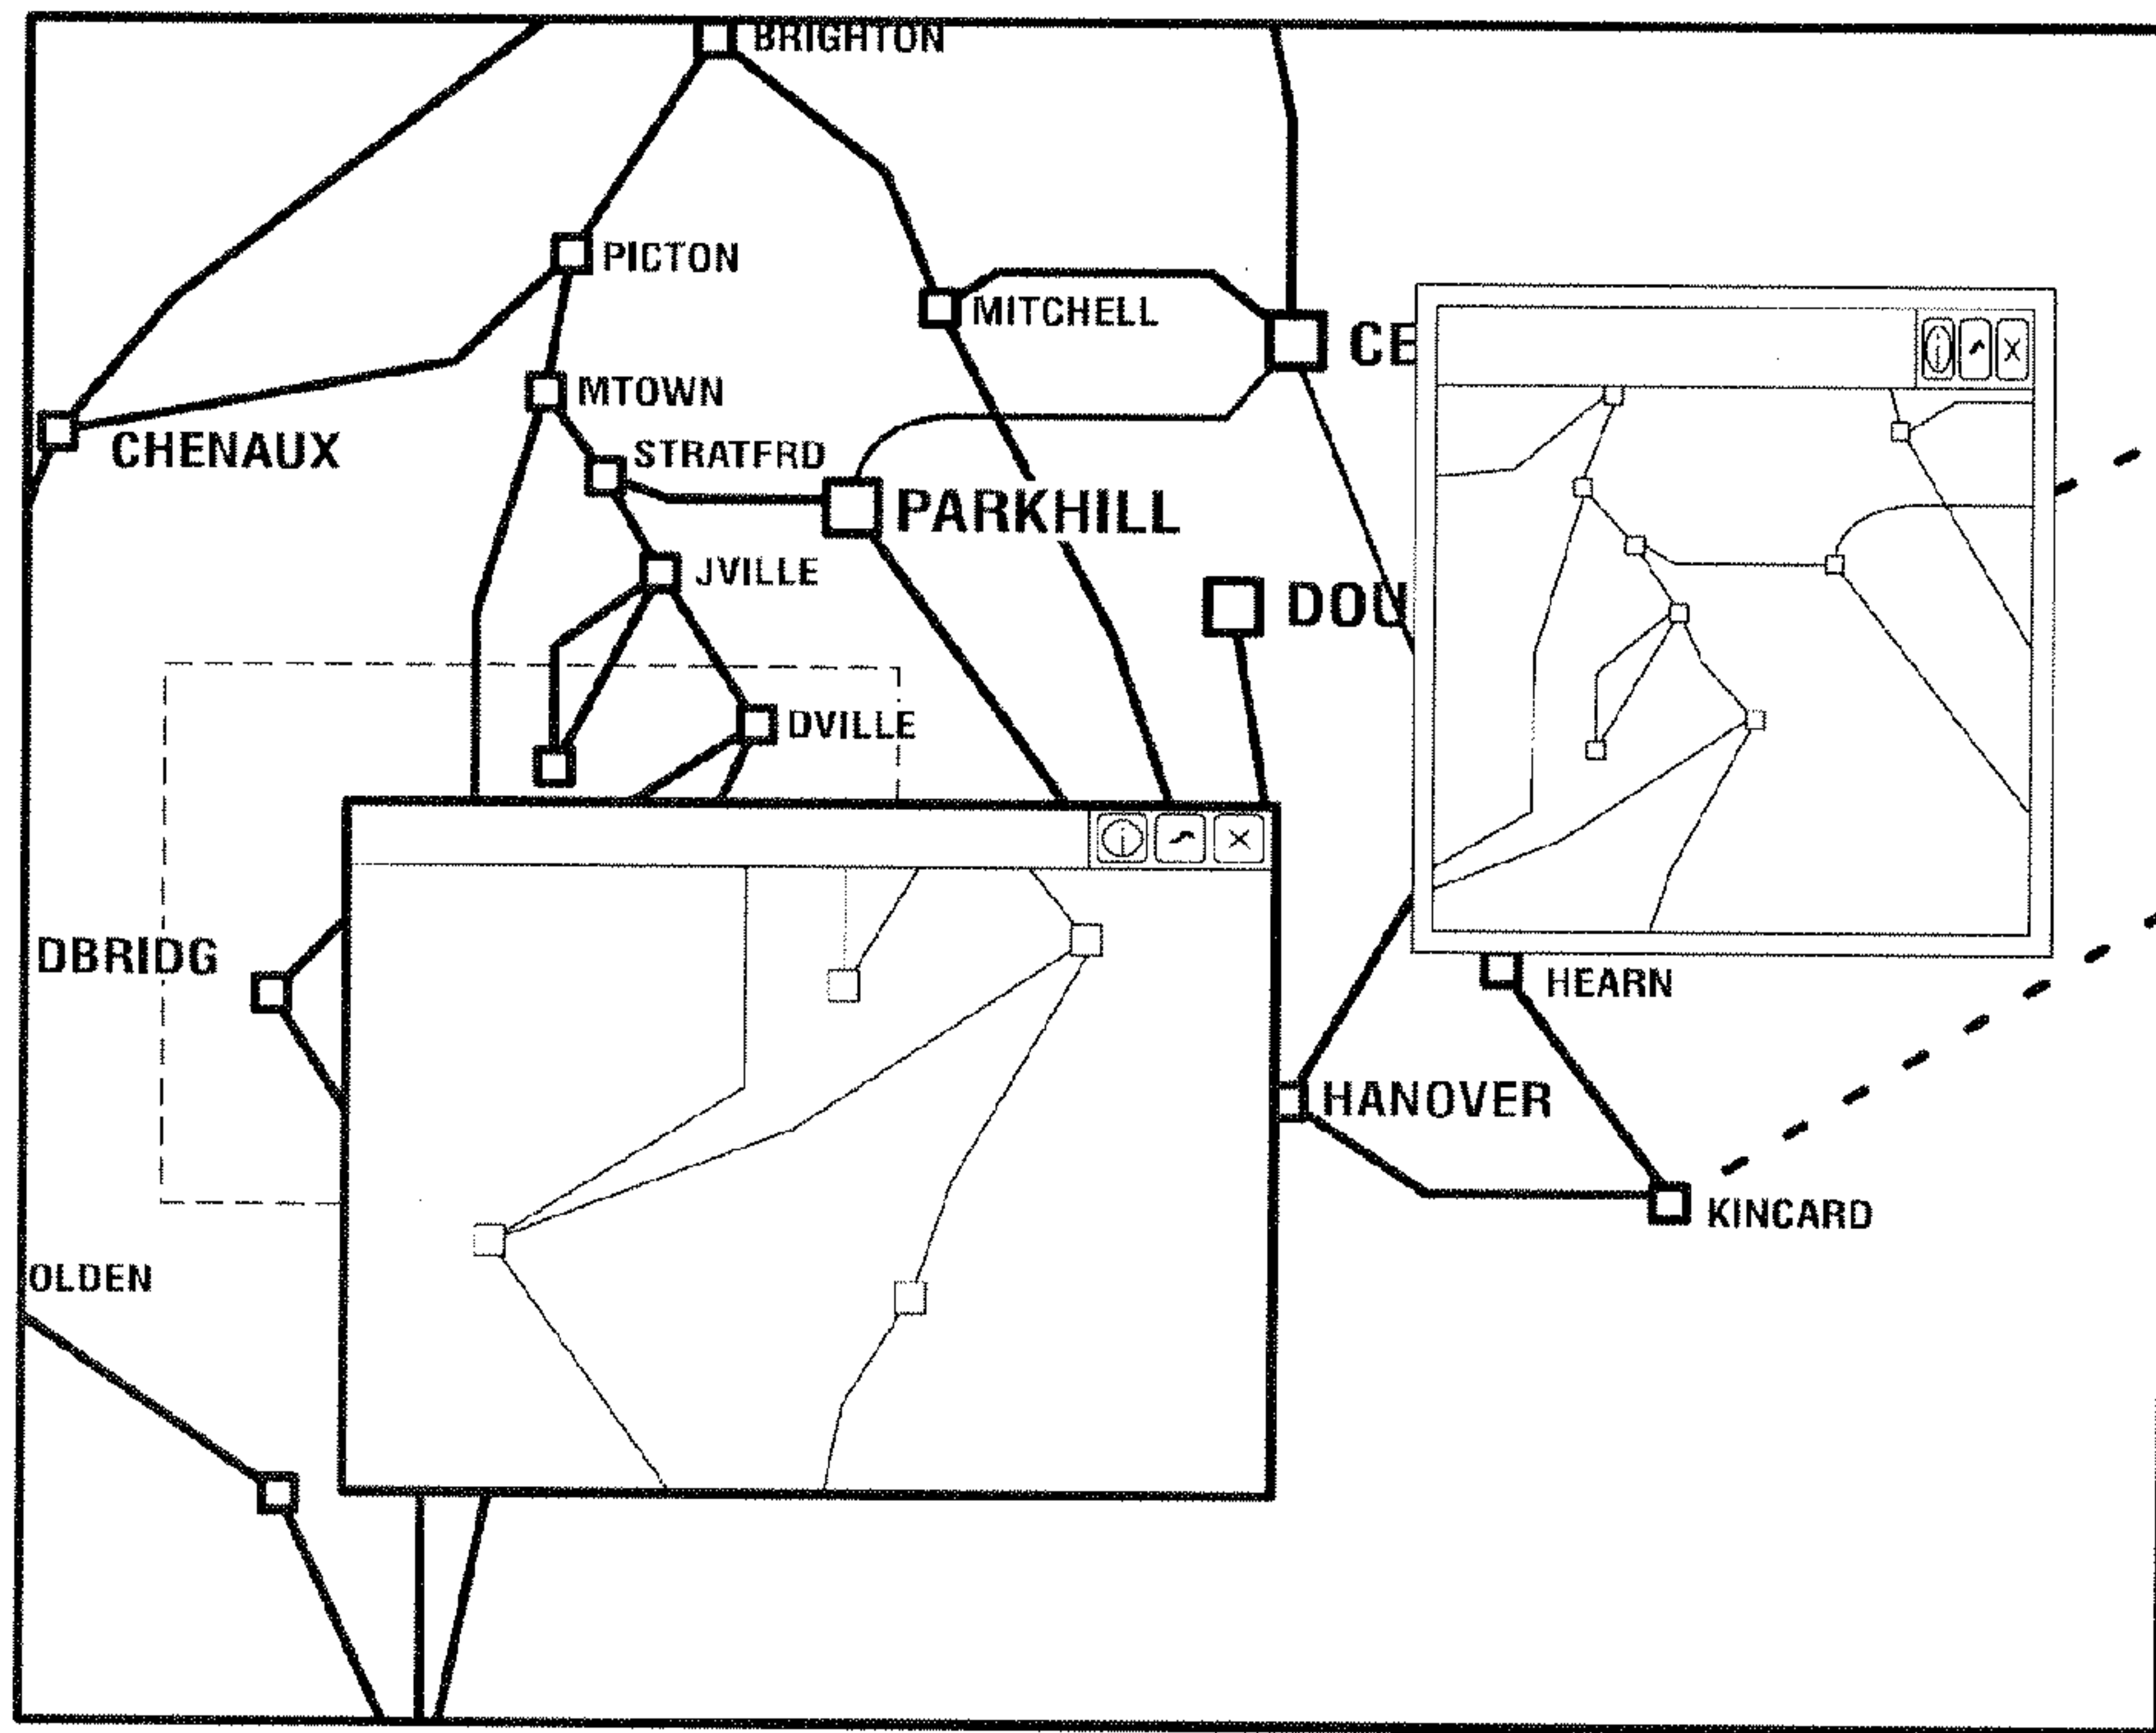 BRIGHTON
PICTON
MITCHELL
CE
MTOWN
CHENAUX
STRATFRD
PARKHILL
JVILLE
DOU
DVILLE
DBRIDG
HEARN
HANOVER
KINCARD
OLDEN